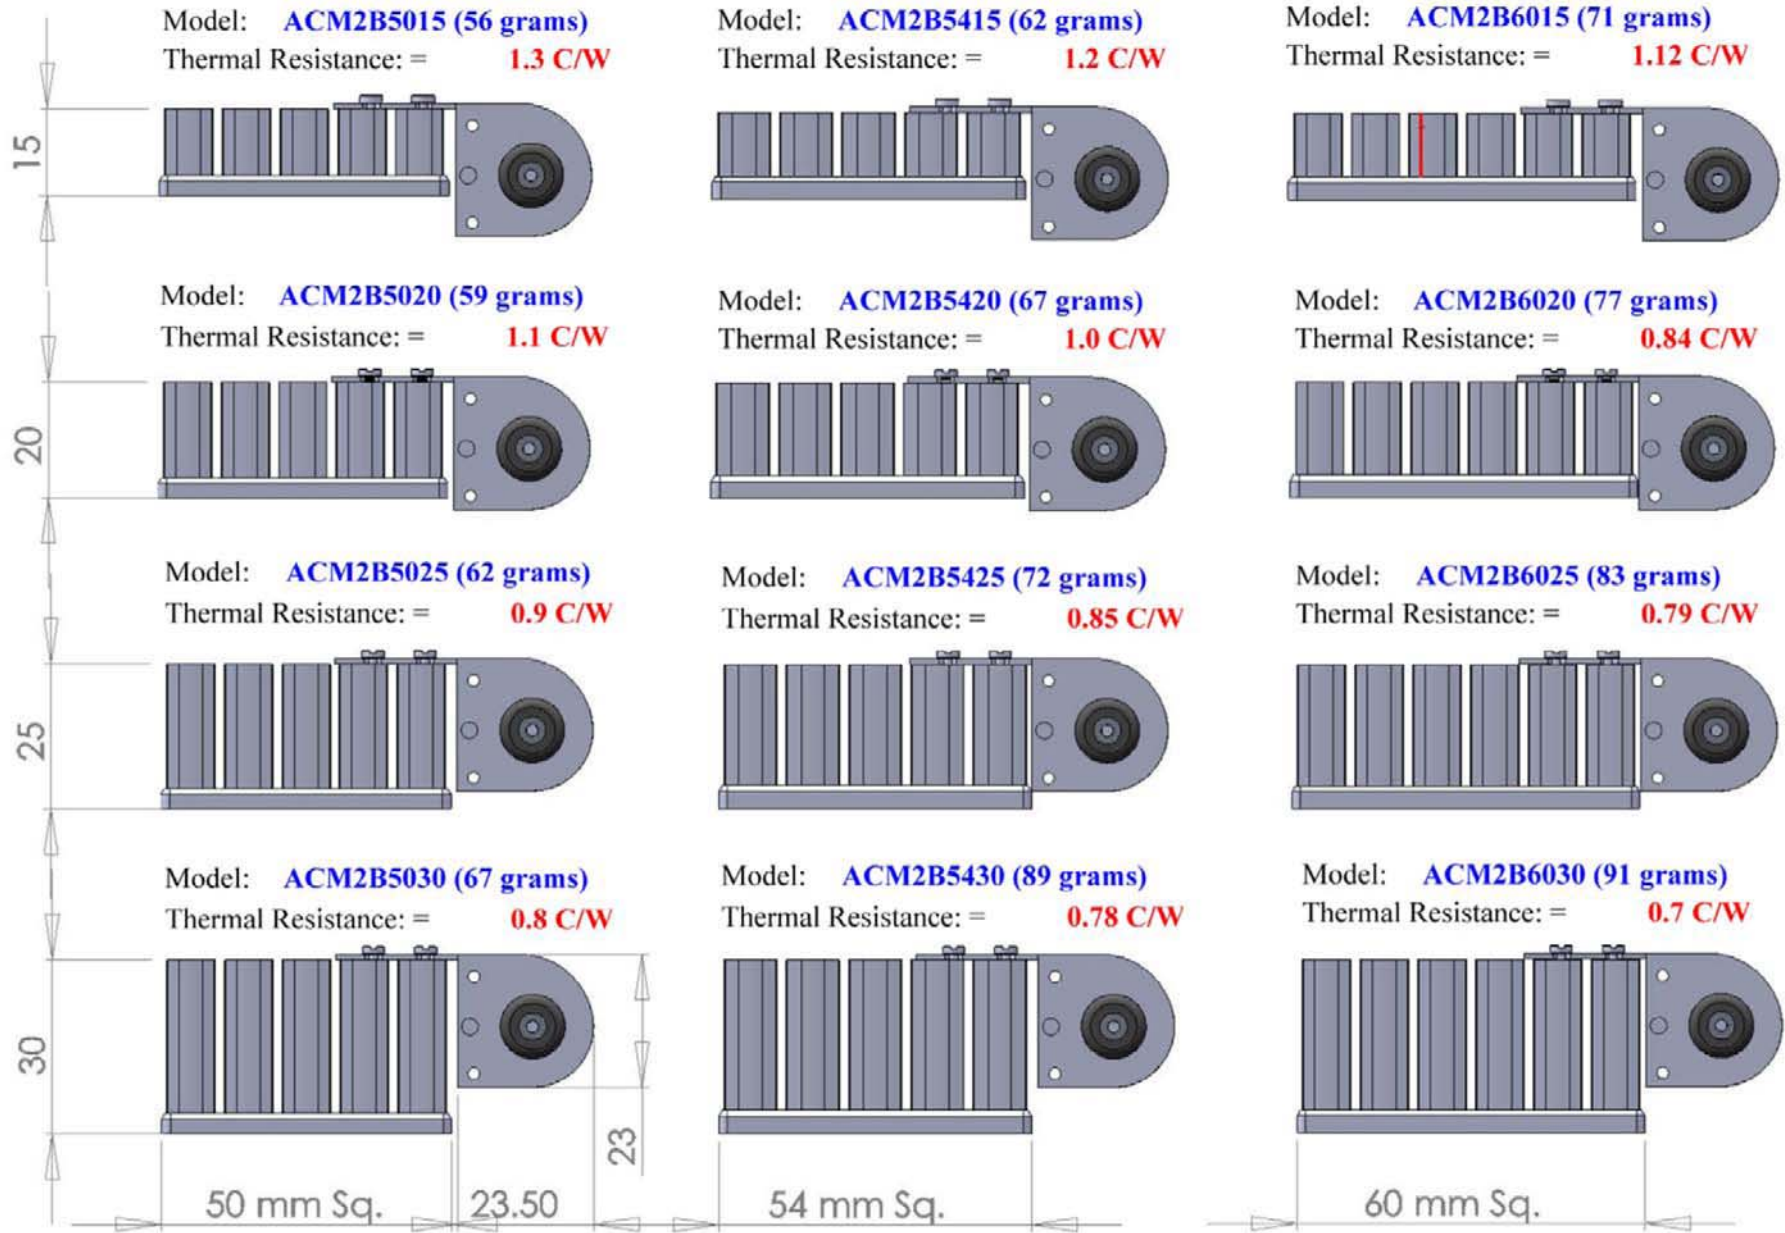 Model: ACM2B5015 (56 grams)
Thermal Resistance: = 1.3 C/W
Model: ACM2B5415 (62 grams)
Thermal Resistance: = 1.2 C/W
Model: ACM2B6015 (71 grams)
Thermal Resistance: = 1.12 C/W
15
Model: ACM2B5020 (59 grams)
Thermal Resistance: = 1.1 C/W
Model: ACM2B5420 (67 grams)
Thermal Resistance: = 1.0 C/W
Model: ACM2B6020 (77 grams)
Thermal Resistance: = 0.84 C/W
20
Model: ACM2B5025 (62 grams)
Thermal Resistance: = 0.9 C/W
Model: ACM2B5425 (72 grams)
Thermal Resistance: = 0.85 C/W
Model: ACM2B6025 (83 grams)
Thermal Resistance: = 0.79 C/W
25
Model: ACM2B5030 (67 grams)
Thermal Resistance: = 0.8 C/W
Model: ACM2B5430 (89 grams)
Thermal Resistance: = 0.78 C/W
Model: ACM2B6030 (91 grams)
Thermal Resistance: = 0.7 C/W
30
23
50 mm Sq.
23.50
54 mm Sq.
60 mm Sq.